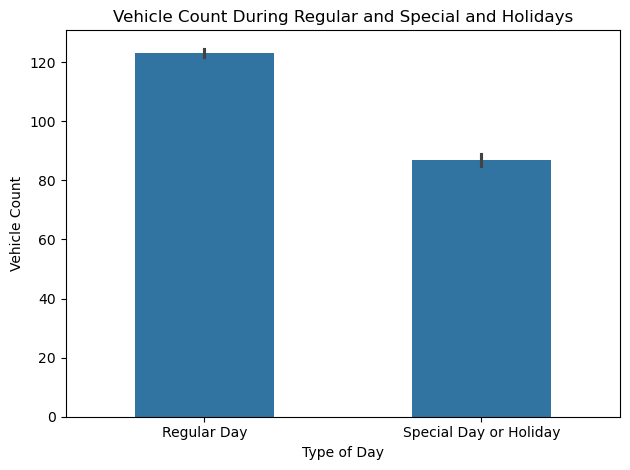 Vehicle Count During Regular and Special and Holidays
120
100
80
60
40
20
0
Vehicle Count
Regular Day
Special Day or Holiday
Type of Day